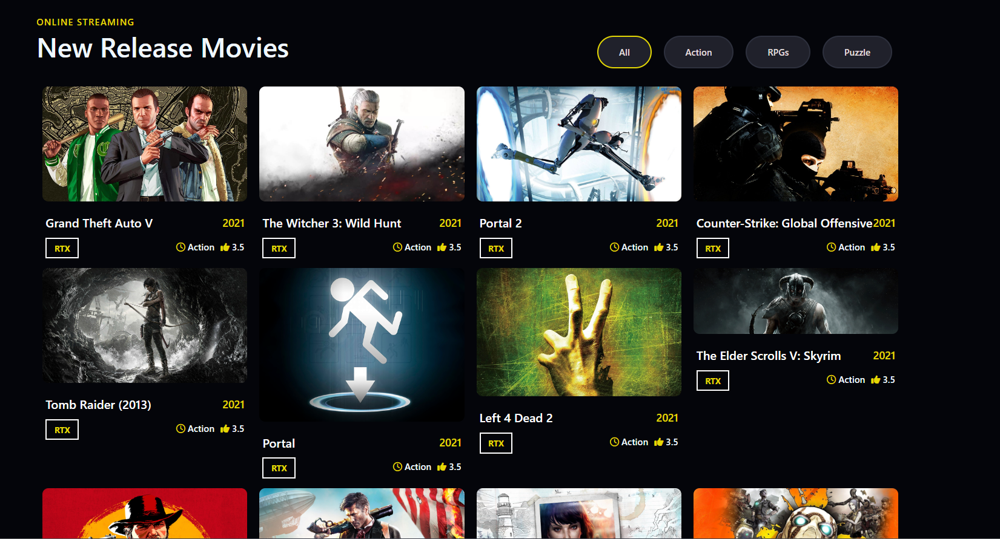 ONLINE STREAMING
New Release Movies
All
Action
RPGs
Puzzle
Grand Theft Auto V 2021
RTX Action 3.5
The Witcher 3: Wild Hunt 2021
RTX Action 3.5
Portal 2 2021
RTX Action 3.5
Counter-Strike: Global Offensive2021
RTX Action 3.5
Tomb Raider (2013) 2021
RTX Action 3.5
Portal 2021
RTX Action 3.5
Left 4 Dead 2 2021
RTX Action 3.5
The Elder Scrolls V: Skyrim 2021
RTX Action 3.5